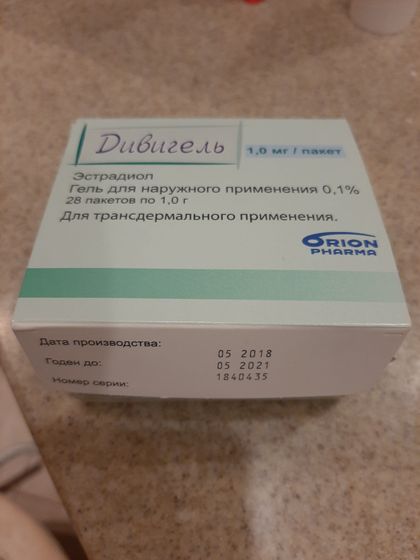 Дивигель
1,0 мг / пакет
Эстрадиол
Гель для наружного применения 0,1%
28 пакетов по 1,0 г
Для трансдермального применения.
ORION
PHARMA
Дата производства: 05 2018
Годен до: 05 2021
Номер серии: 1840435